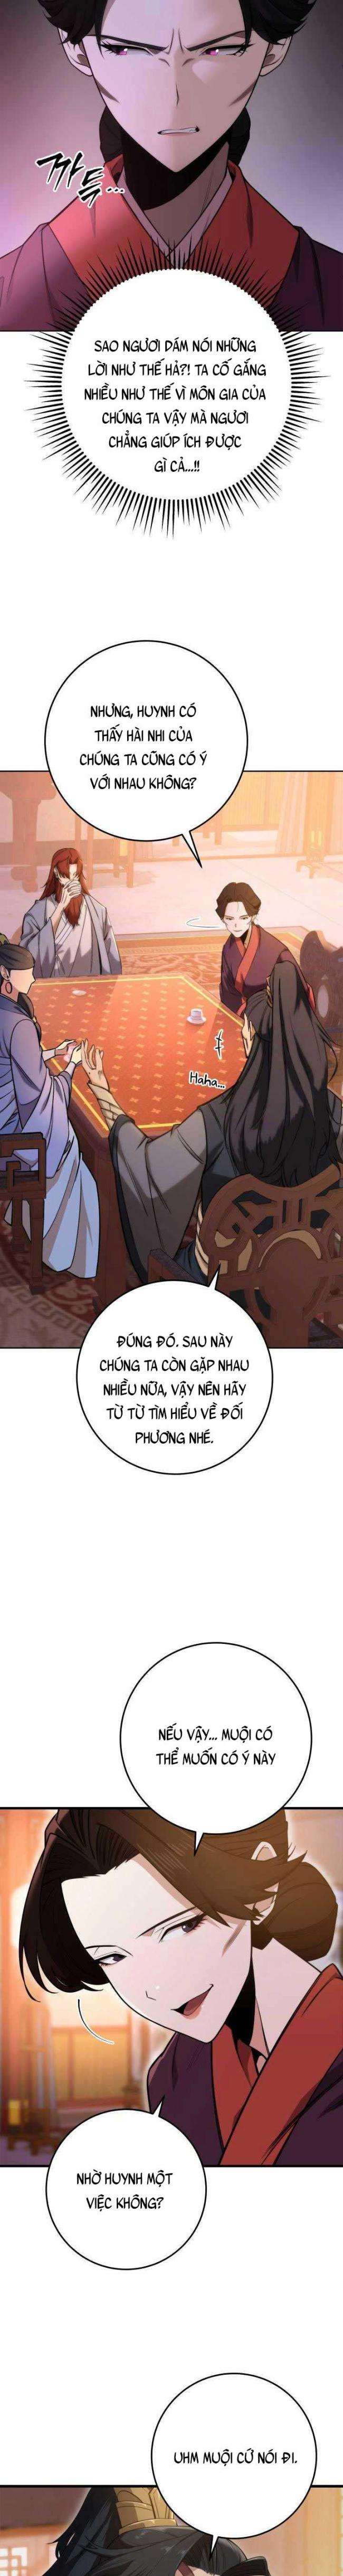 까득...
SAO NGƯƠI DÁM NÓI NHỮNG
LỜI NHƯ THẾ HẢ?! TA CỐ GẮNG
NHIỀU NHƯ THẾ VÌ MÔN GIA CỦA
CHÚNG TA VẬY MÀ NGƯƠI
CHẲNG GIÚP ÍCH ĐƯỢC
GÌ CẢ...!!
NHƯNG, HUYNH CÓ
THẤY HÀI NHI CỦA
CHÚNG TA CŨNG CÓ Ý
VỚI NHAU KHÔNG?
Haha...
ĐÚNG ĐÓ. SAU NÀY
CHÚNG TA CÒN GẶP NHAU
NHIỀU NỮA, VẬY NÊN HÃY
TỪ TỪ TÌM HIỂU VỀ ĐỐI
PHƯƠNG NHÉ.
NẾU VẬY... MUỘI CÓ
THỂ MUỐN CÓ Ý NÀY
NHỜ HUYNH MỘT
VIỆC KHÔNG?
UHM MUỘI CỨ NÓI ĐI.